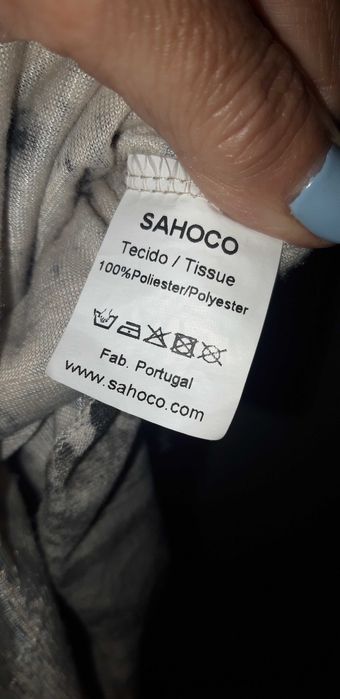 SAHOCO
Tecido / Tissue
100%Poliester/Polyester
Fab. Portugal
www.sahoco.com